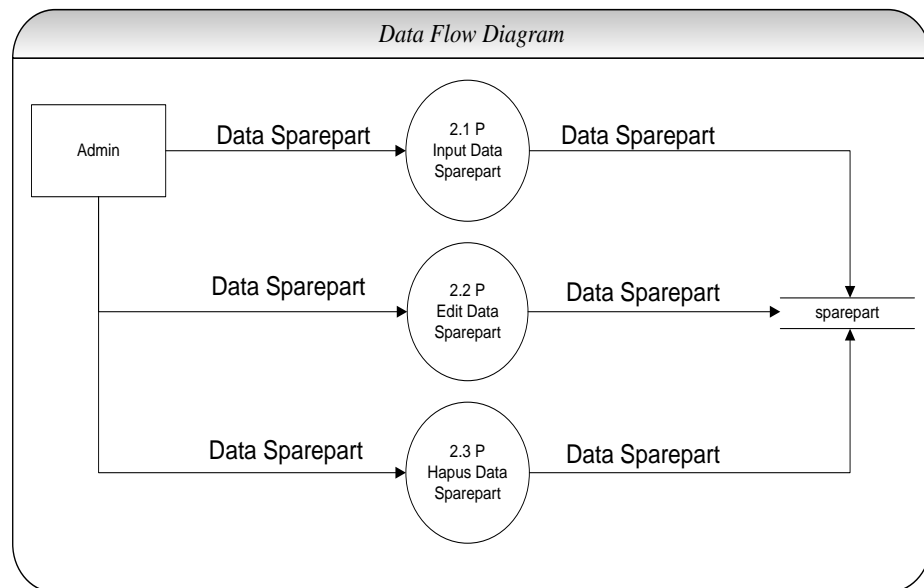 Data Flow Diagram
Admin
Data Sparepart
2.1 P
Input Data
Sparepart
Data Sparepart
Data Sparepart
2.2 P
Edit Data
Sparepart
Data Sparepart
sparepart
Data Sparepart
2.3 P
Hapus Data
Sparepart
Data Sparepart